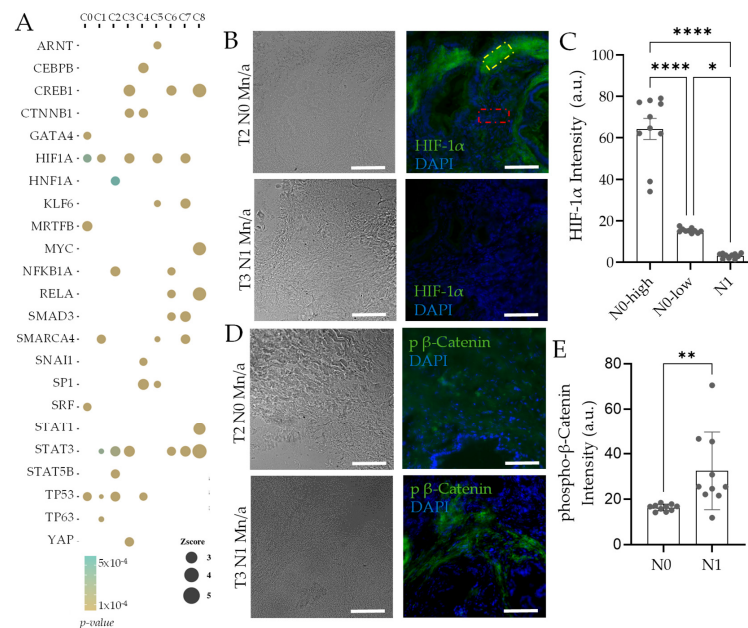 A
C0 C1 C2 C3 C4 C5 C6 C7 C8
ARNT
CEBPB
CREB1
CTNNB1
GATA4
HIF1A
HNF1A
KLF6
MRTFB
MYC
NFKB1A
RELA
SMAD3
SMARCA4
SNAI1
SP1
SRF
STAT1
STAT3
STAT5B
TP53
TP63
YAP
5x10⁻⁴
1x10⁻⁴
p-value
Zscore
3
4
5
B
T2 N0 Mn/a
HIF-1α
DAPI
T3 N1 Mn/a
HIF-1α
DAPI
C
HIF-1α Intensity (a.u.)
100
80
60
40
20
0
****
**** *
N0-high
N0-low
N1
D
T2 N0 Mn/a
p β-Catenin
DAPI
T3 N1 Mn/a
p β-Catenin
DAPI
E
phospho-β-Catenin
Intensity (a.u.)
80
60
40
20
0
**
N0 N1